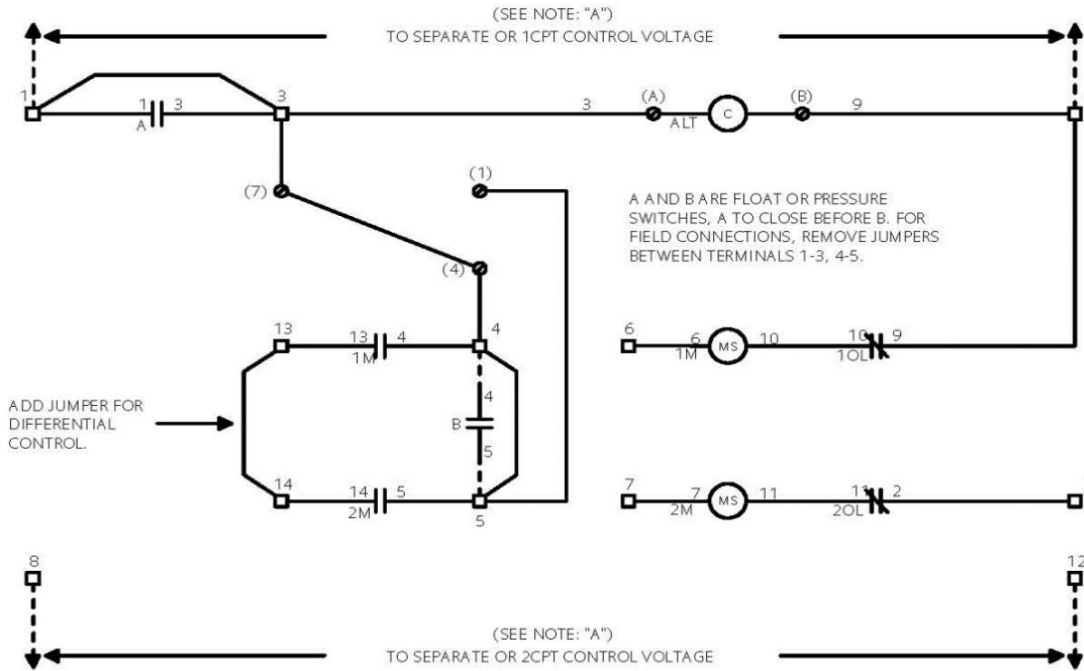 (SEE NOTE: "A")
TO SEPARATE OR 1CPT CONTROL VOLTAGE
1
1 3
A
3
3
(A)
ALT
C
(B)
9
(7)
(1)
(4)
A AND B ARE FLOAT OR PRESSURE
SWITCHES, A TO CLOSE BEFORE B. FOR
FIELD CONNECTIONS, REMOVE JUMPERS
BETWEEN TERMINALS 1-3, 4-5.
13
13 4
1M
4
6
6
1M
MS
10
10 9
1OL
ADD JUMPER FOR
DIFFERENTIAL
CONTROL.
4
B
5
14
14 5
2M
5
7
7
2M
MS
11
11 2
2OL
8
12
(SEE NOTE: "A")
TO SEPARATE OR 2CPT CONTROL VOLTAGE